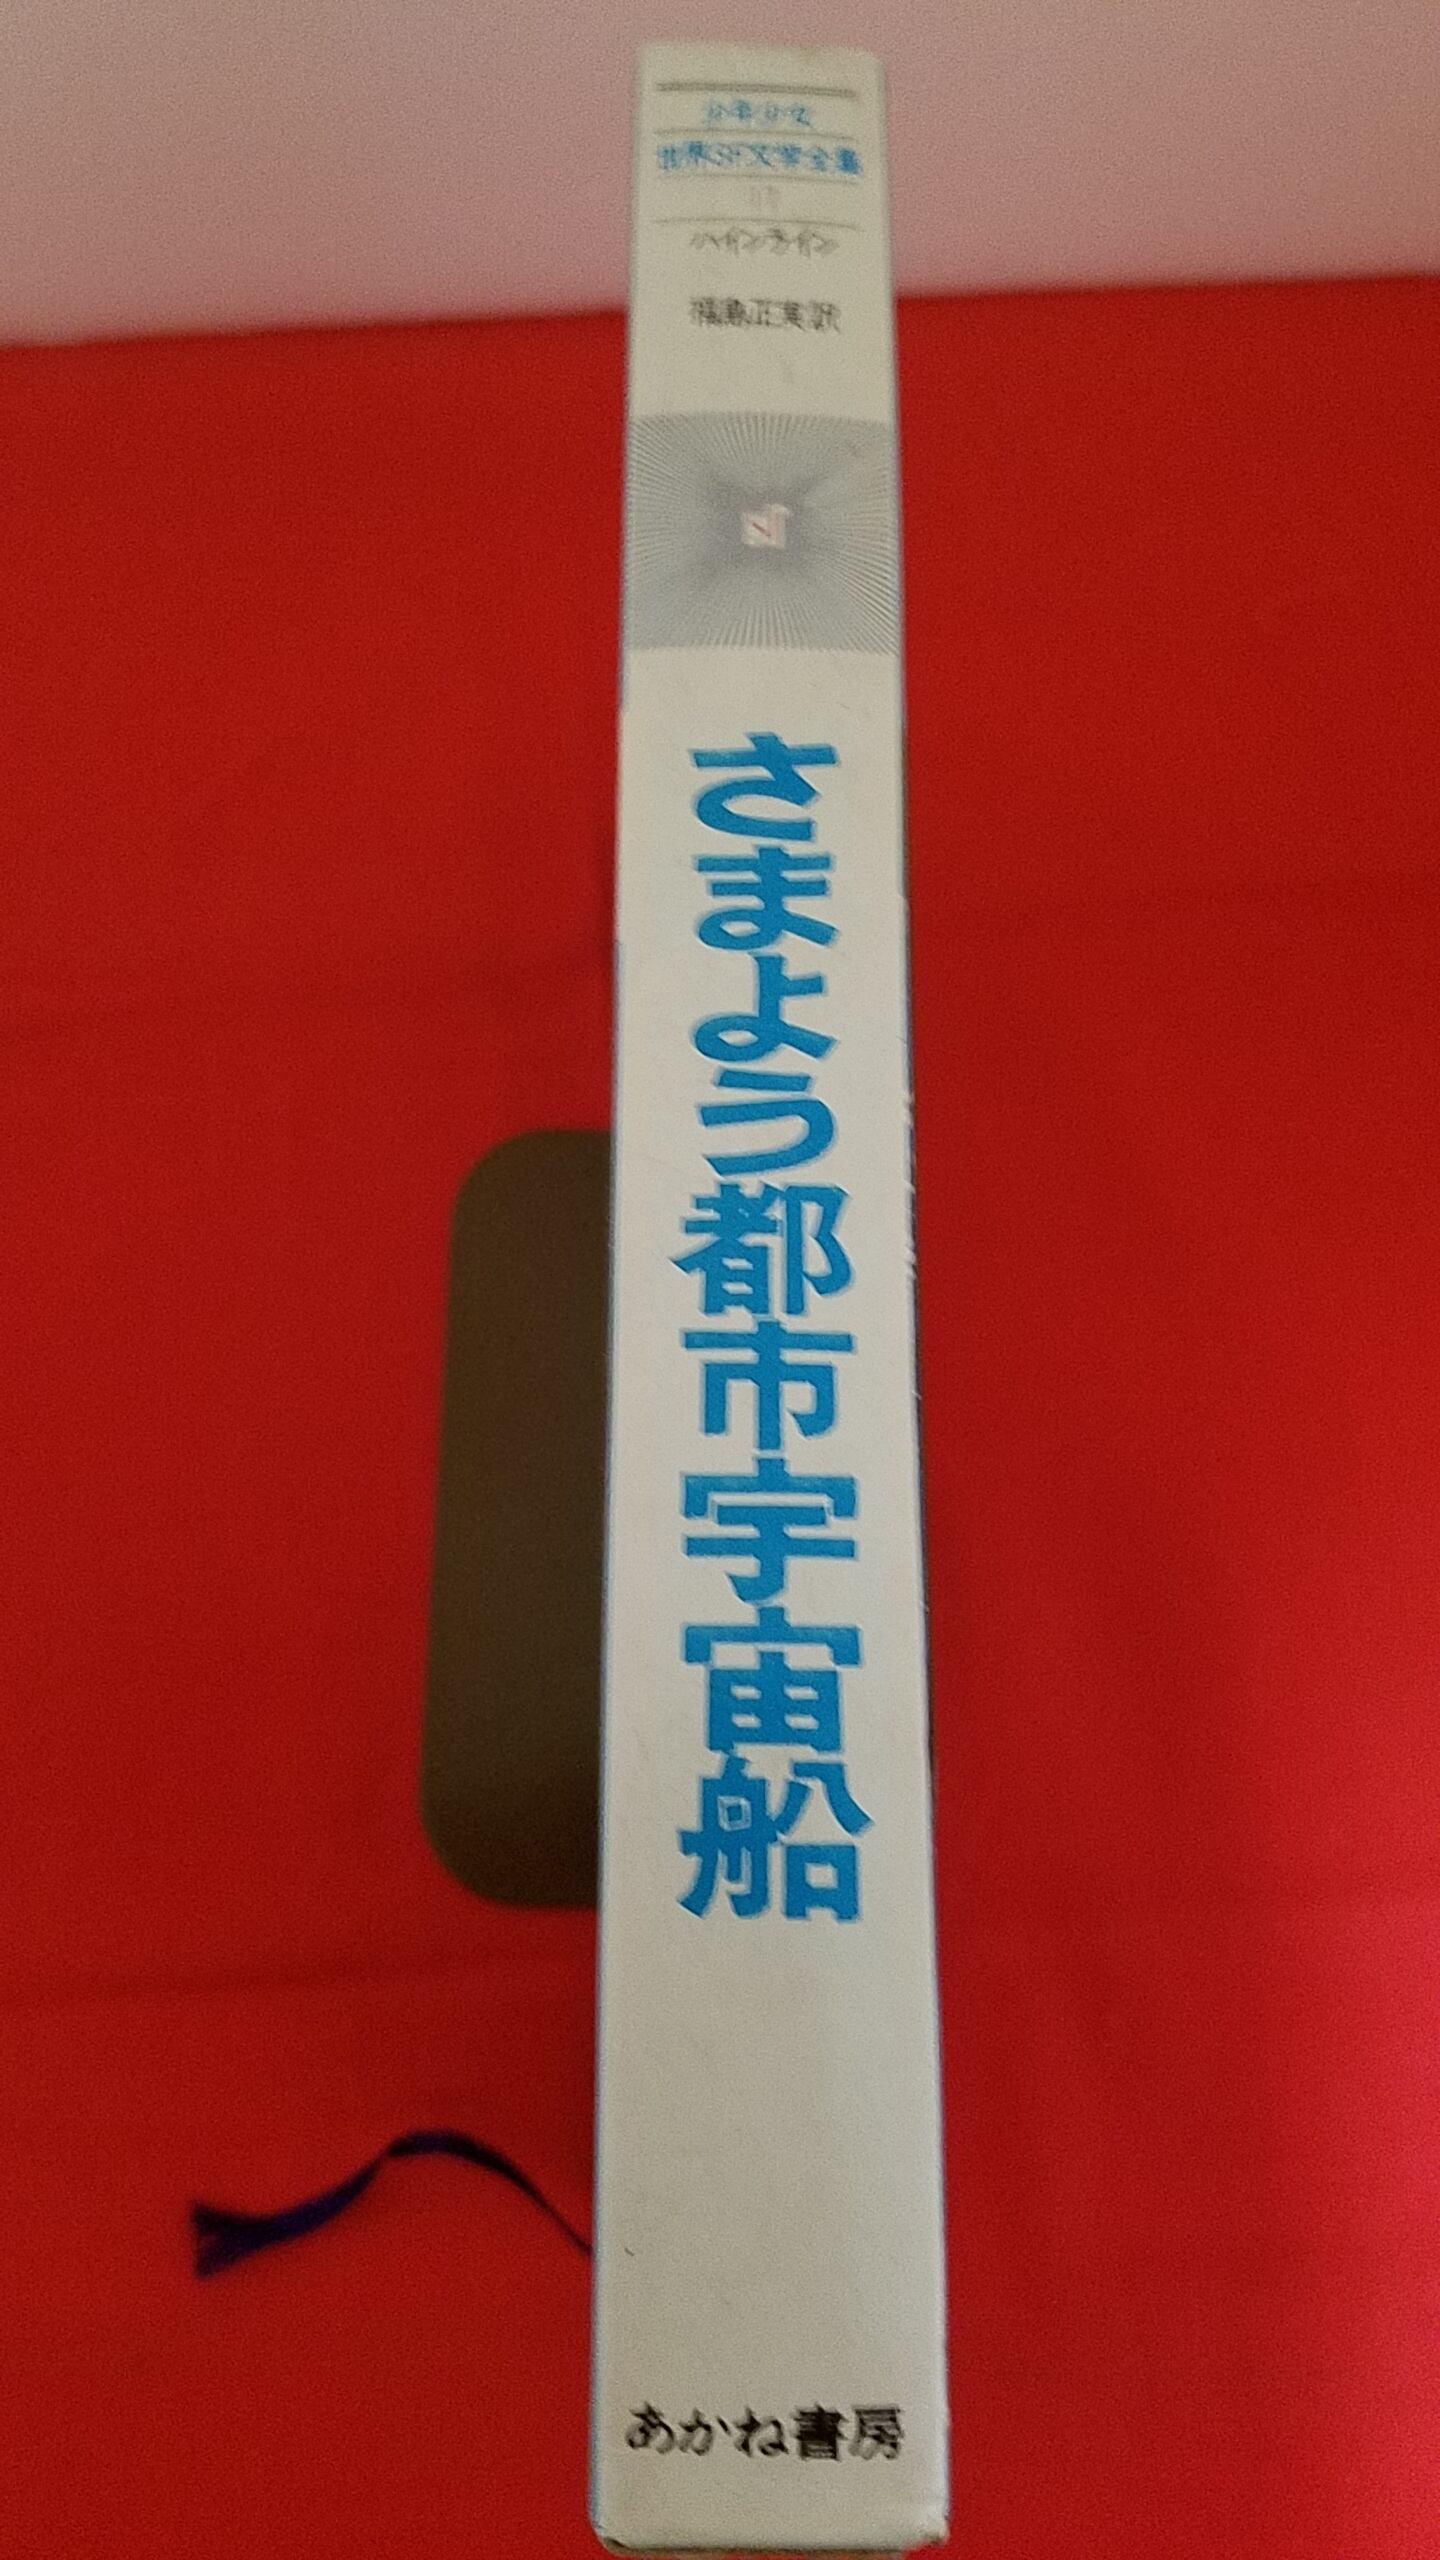 少年少女
世界SF文学全集
ハインライン
福島正実訳
さまよう都市宇宙船
あかね書房